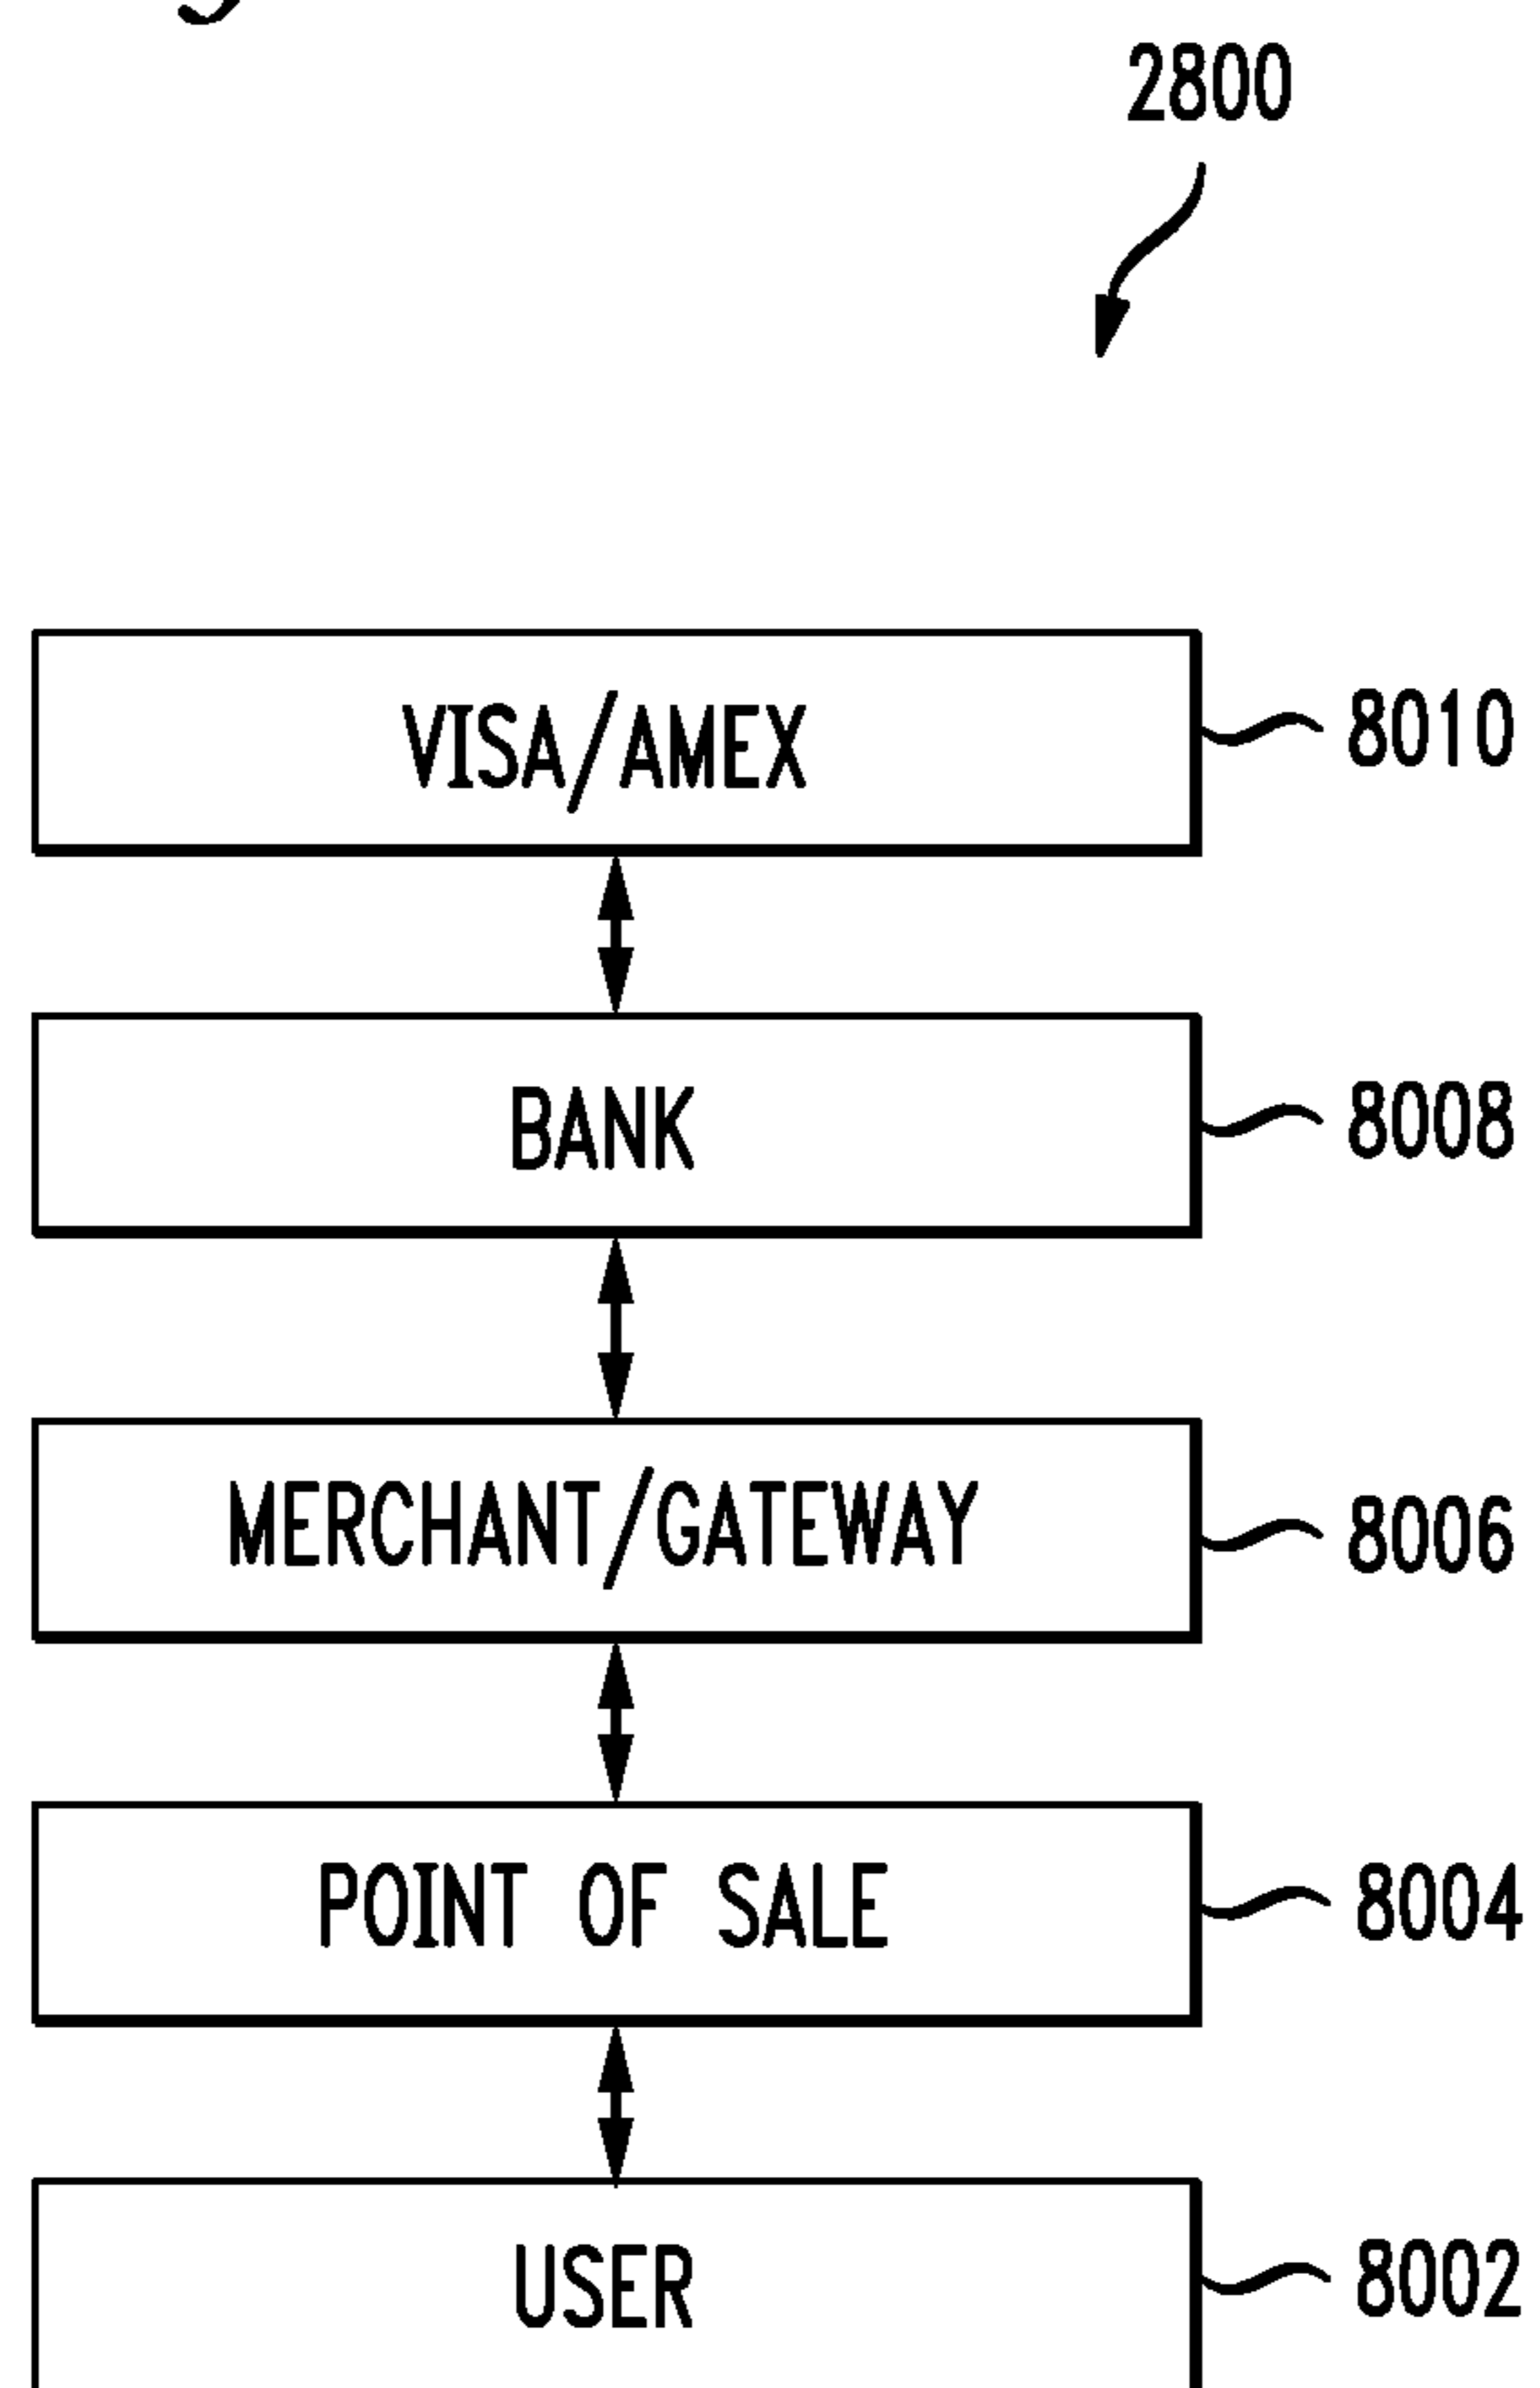 2800
VISA/AMEX
8010
BANK
8008
MERCHANT/GATEWAY
8006
POINT OF SALE
8004
USER
8002